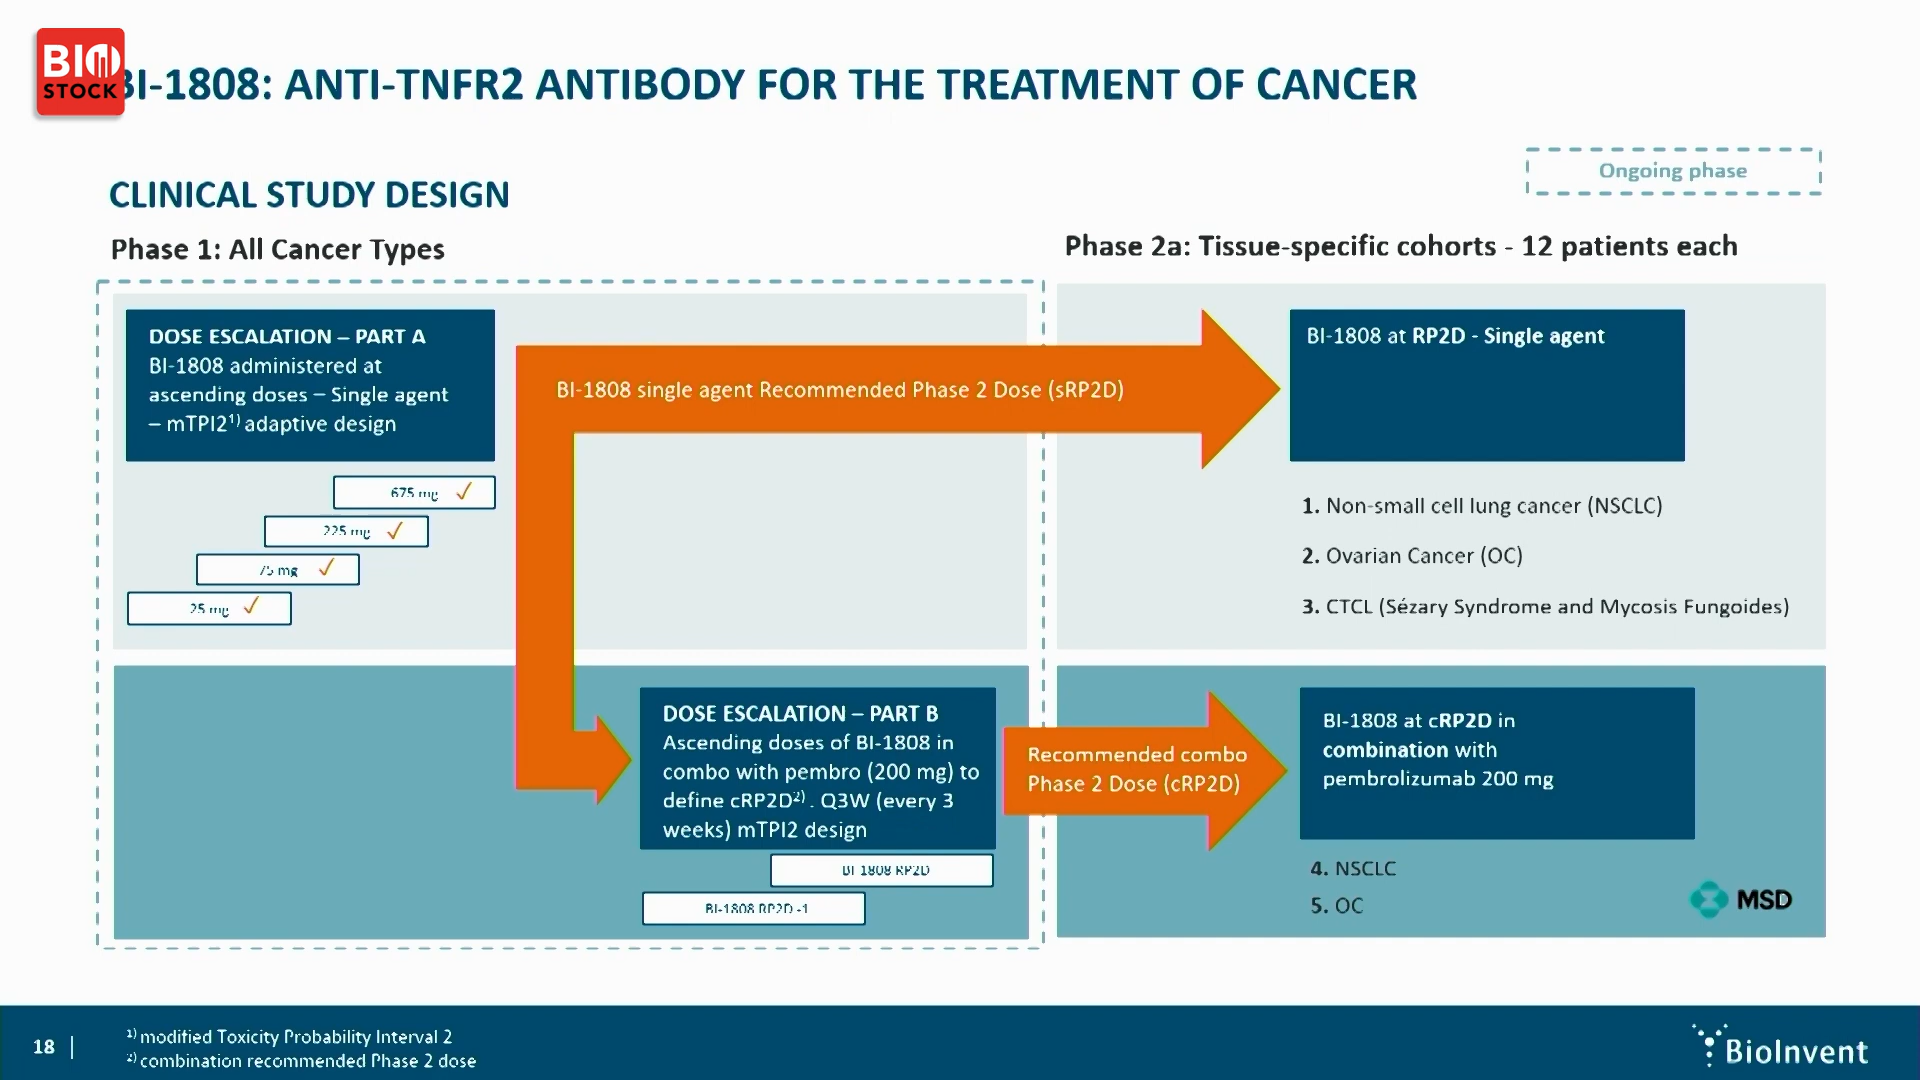 BIO
STOCK
BI-1808: ANTI-TNFR2 ANTIBODY FOR THE TREATMENT OF CANCER
Ongoing phase
CLINICAL STUDY DESIGN
Phase 1: All Cancer Types
Phase 2a: Tissue-specific cohorts - 12 patients each
DOSE ESCALATION – PART A
BI-1808 administered at
ascending doses – Single agent
– mTPI2¹⁾ adaptive design
675 mg ✓
225 mg ✓
75 mg ✓
25 mg ✓
BI-1808 single agent Recommended Phase 2 Dose (sRP2D)
BI-1808 at RP2D - Single agent
1. Non-small cell lung cancer (NSCLC)
2. Ovarian Cancer (OC)
3. CTCL (Sézary Syndrome and Mycosis Fungoides)
DOSE ESCALATION – PART B
Ascending doses of BI-1808 in
combo with pembro (200 mg) to
define cRP2D²⁾. Q3W (every 3
weeks) mTPI2 design
BI-1808 RP2D
BI-1808 RP2D -1
Recommended combo
Phase 2 Dose (cRP2D)
BI-1808 at cRP2D in
combination with
pembrolizumab 200 mg
4. NSCLC
5. OC
MSD
18
¹⁾ modified Toxicity Probability Interval 2
²⁾ combination recommended Phase 2 dose
BioInvent